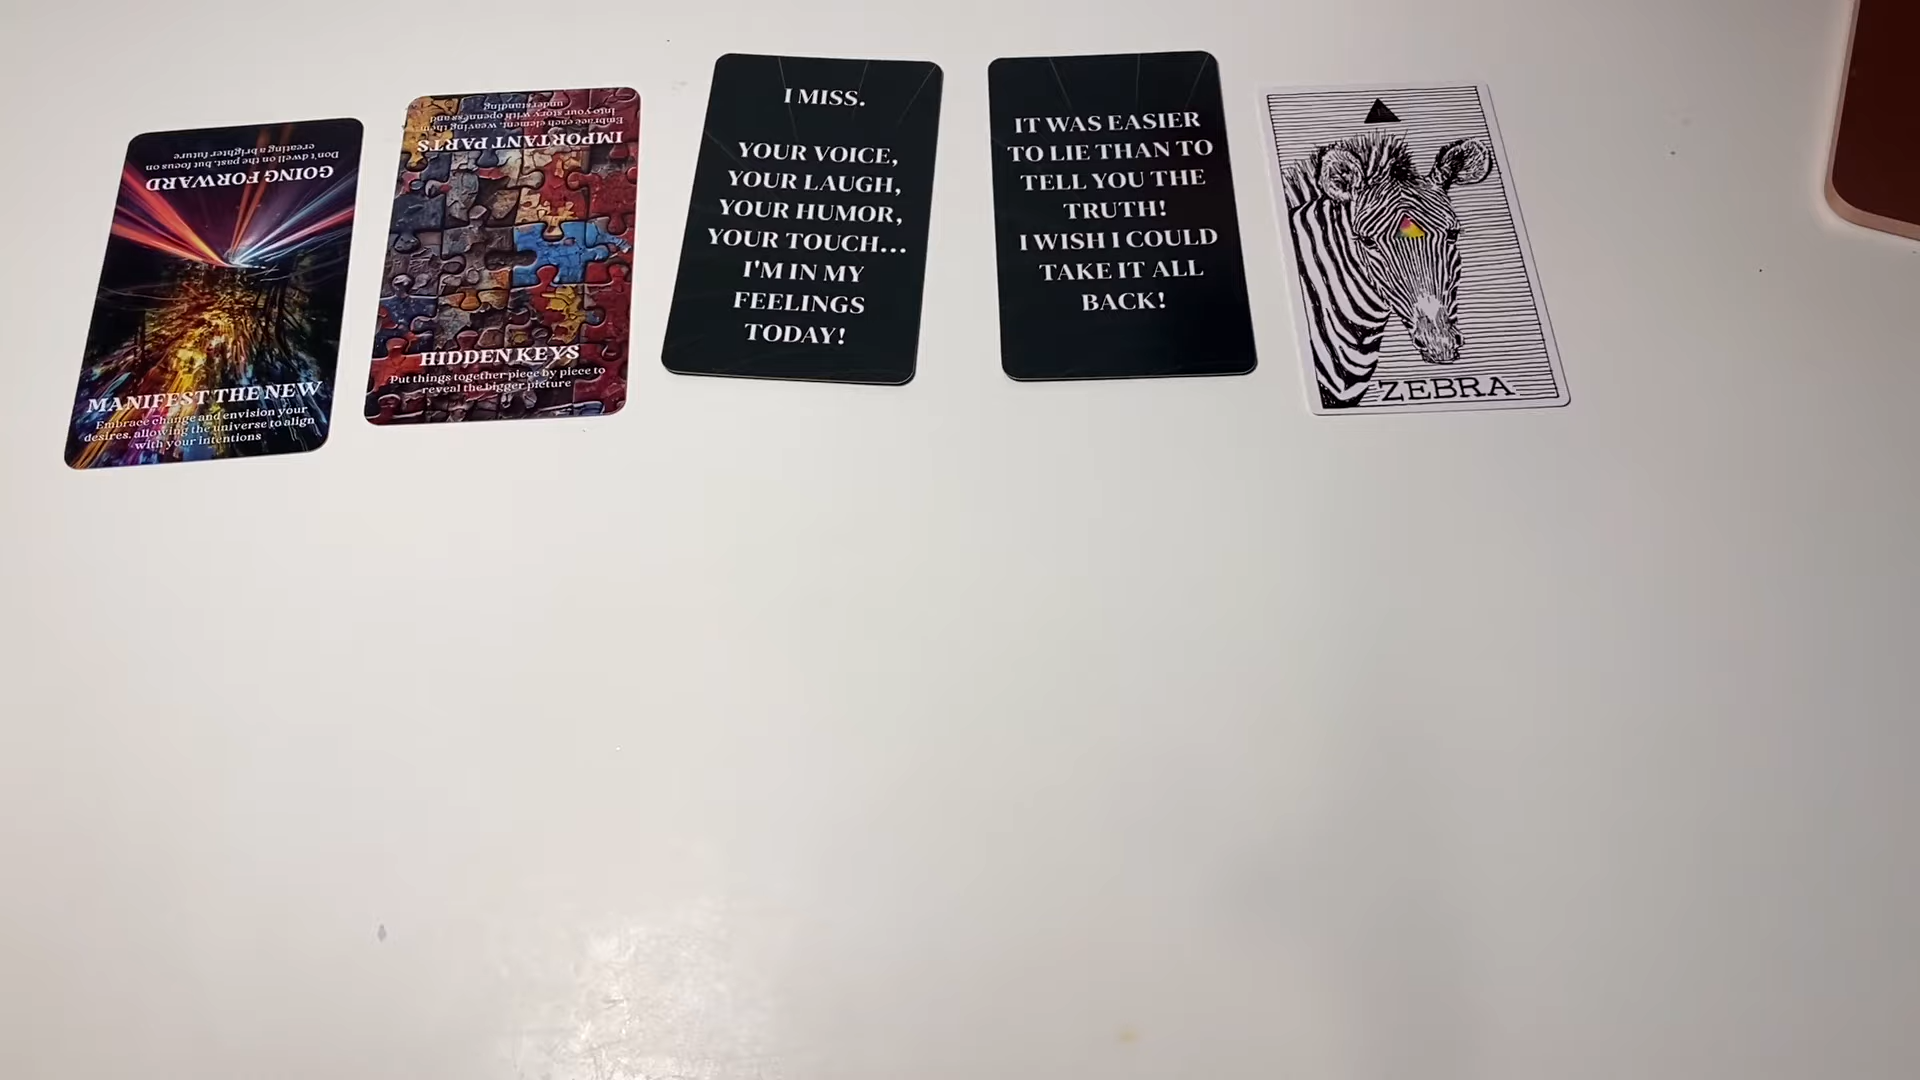 Don't dwell on the past, but focus on
creating a brighter future
GOING FORWARD
MANIFEST THE NEW
Embrace change and envision your
desires, allowing the universe to align
with your intentions
IMPORTANT PARTS
Embrace each element, weaving them
into your story with openness and
understanding
HIDDEN KEYS
Put things together piece by piece to
reveal the bigger picture
I MISS.
YOUR VOICE,
YOUR LAUGH,
YOUR HUMOR,
YOUR TOUCH...
I'M IN MY
FEELINGS
TODAY!
IT WAS EASIER
TO LIE THAN TO
TELL YOU THE
TRUTH!
I WISH I COULD
TAKE IT ALL
BACK!
ZEBRA